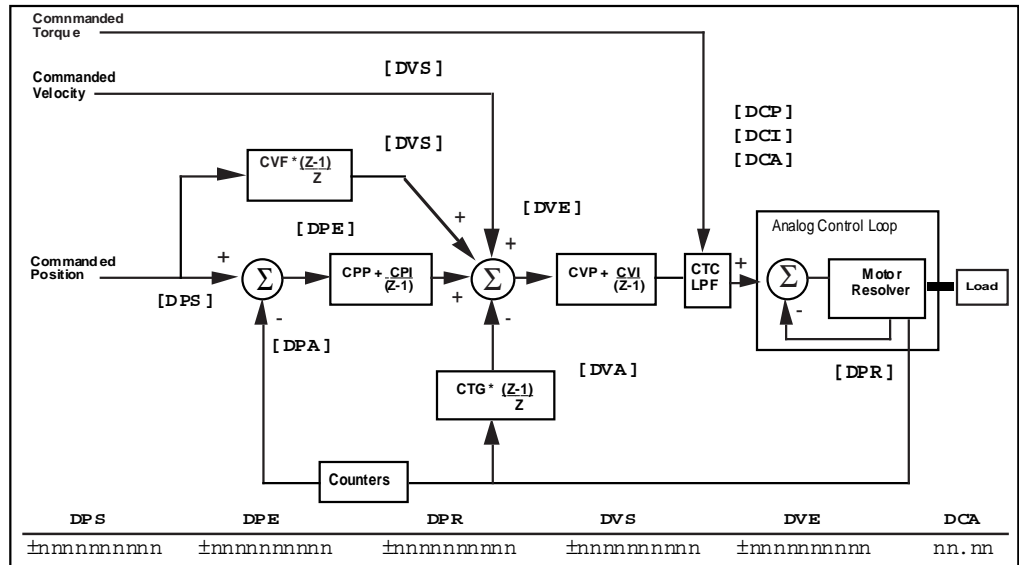 Comnmanded
Torque
[DVS]
Commanded
Velocity
[DCP]
[DCI]
[DCA]
[DVS]
CVF * (Z-1)
Z
+
[DVE]
[DPE]
+
Analog Control Loop
+
Commanded
Position
Σ
CPP + CPI
(Z-1)
+
Σ
CVP + CVI
(Z-1)
CTC
LPF
+
Σ
Motor
Resolver
Load
[DPS]
-
-
-
[DPA]
[DVA]
[DPR]
CTG * (Z-1)
Z
Counters
DPS DPE DPR DVS DVE DCA
±nnnnnnnnnn ±nnnnnnnnnn ±nnnnnnnnnn ±nnnnnnnnnn ±nnnnnnnnnn nn.nn